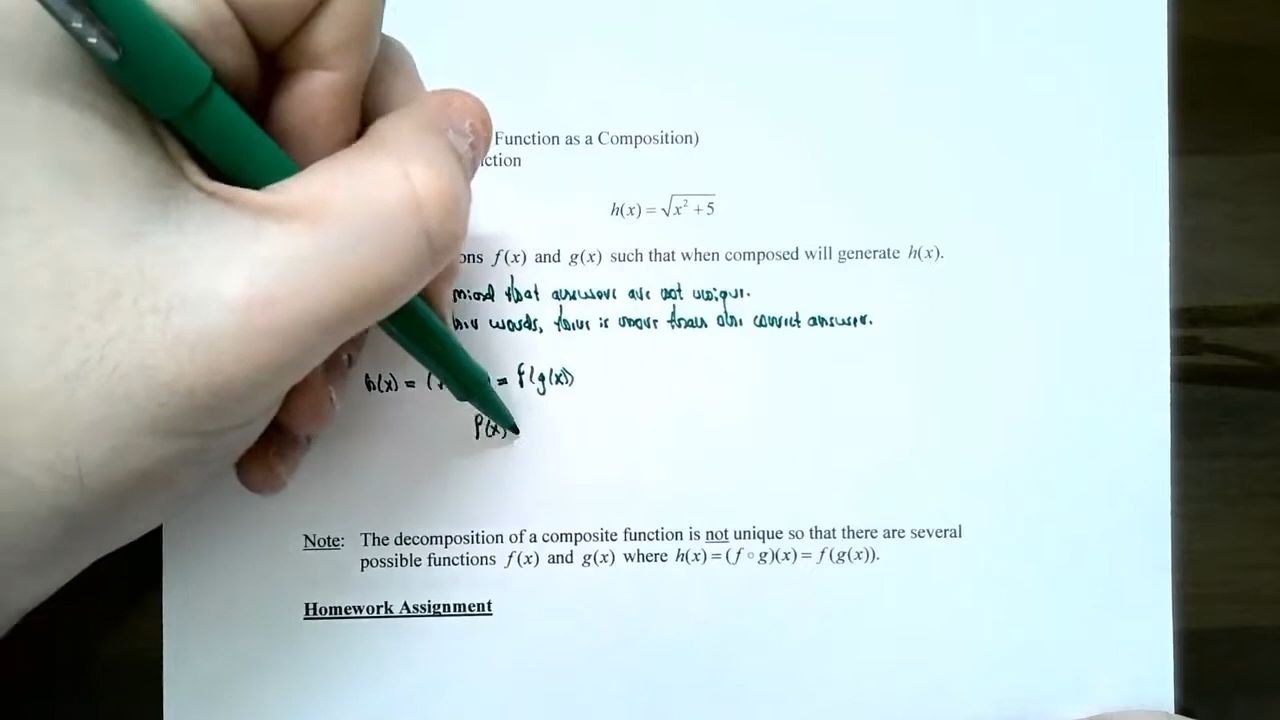 Function as a Composition)
ction
h(x) = √x² + 5
ons f(x) and g(x) such that when composed will generate h(x).
mind that answers are not unique.
words, there is more than one correct answer.
h(x) = ( = f(g(x))
f(x)
Note: The decomposition of a composite function is not unique so that there are several
possible functions f(x) and g(x) where h(x) = (f ∘ g)(x) = f(g(x)).
Homework Assignment